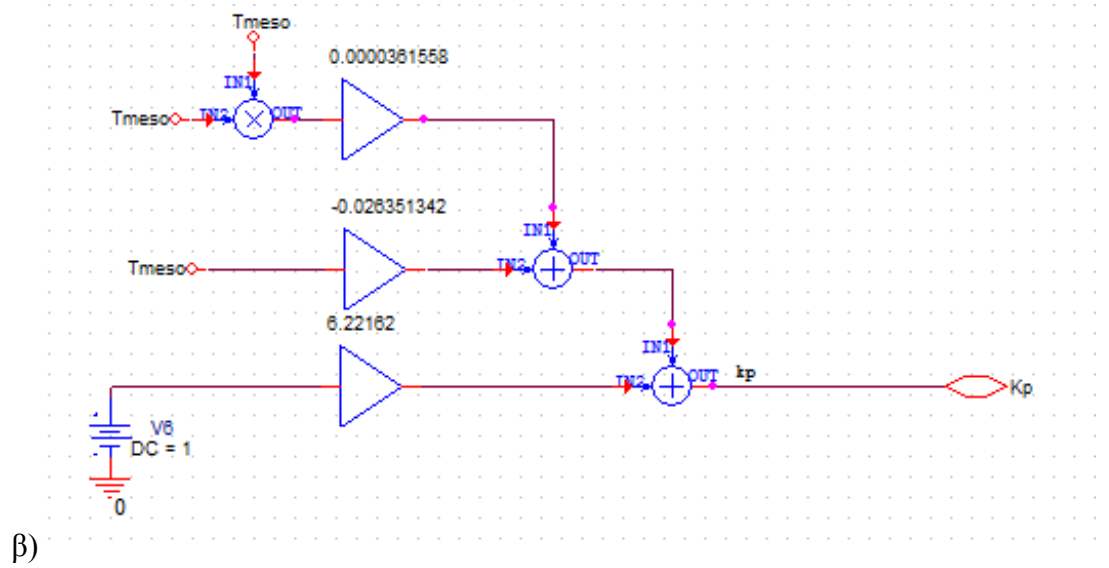 Tmeso
0.0000361558
IN1
Tmeso IN2 OUT
-0.026351342
IN1
Tmeso IN2 OUT
6.22162
IN1
IN2 OUT kp Kp
V6
DC = 1
0
β)